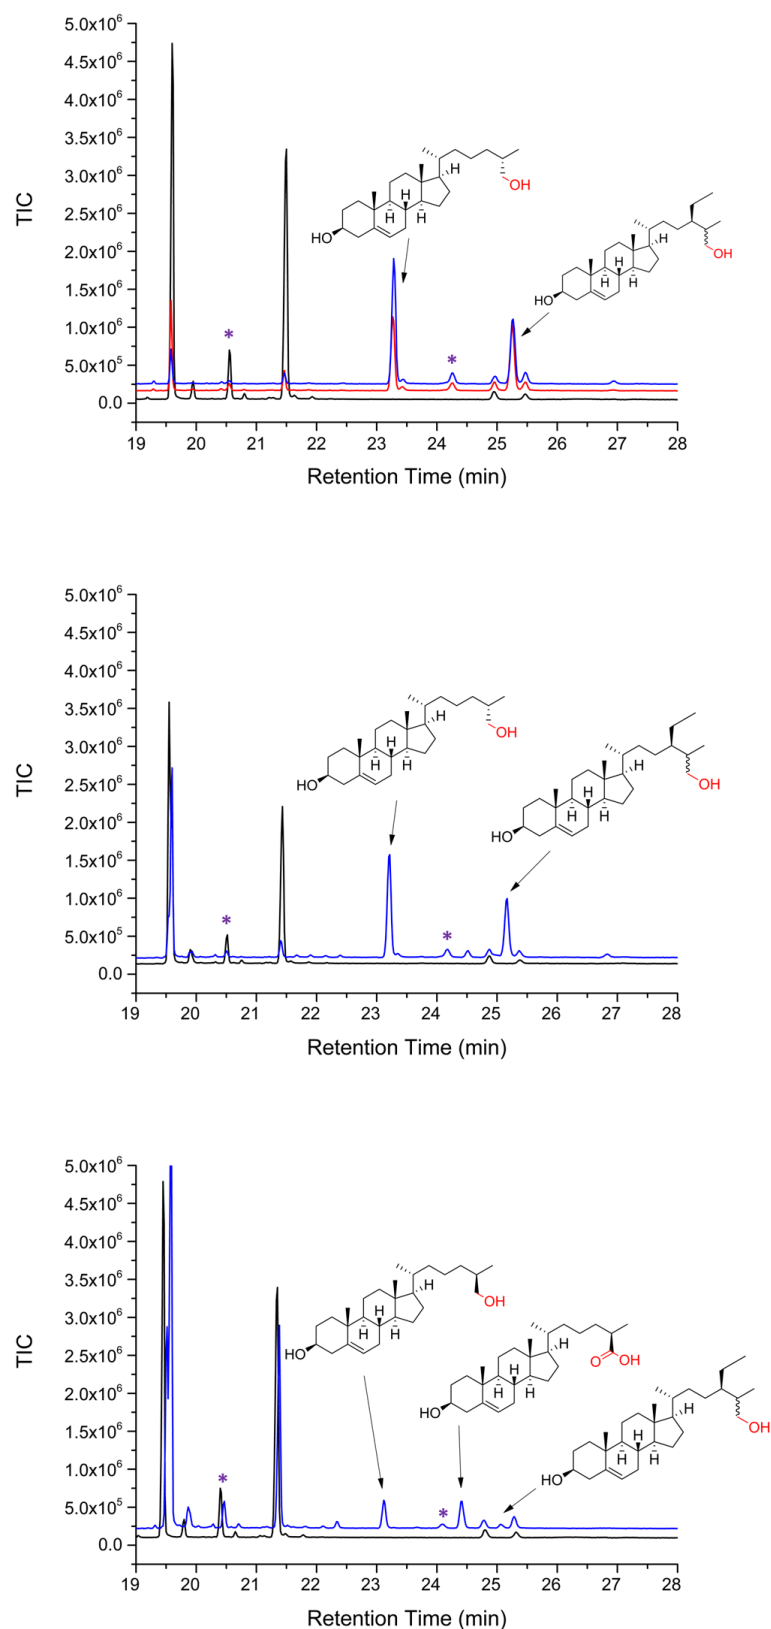 5.0x10⁶
4.5x10⁶
4.0x10⁶
3.5x10⁶
3.0x10⁶
2.5x10⁶
2.0x10⁶
1.5x10⁶
1.0x10⁶
5.0x10⁵
0.0
TIC
*
*
H
H
H
H
HO
OH
H
H
H
H
HO
OH
19 20 21 22 23 24 25 26 27 28
Retention Time (min)
5.0x10⁶
4.5x10⁶
4.0x10⁶
3.5x10⁶
3.0x10⁶
2.5x10⁶
2.0x10⁶
1.5x10⁶
1.0x10⁶
5.0x10⁵
0.0
TIC
*
*
H
H
H
H
HO
OH
H
H
H
H
HO
OH
19 20 21 22 23 24 25 26 27 28
Retention Time (min)
5.0x10⁶
4.5x10⁶
4.0x10⁶
3.5x10⁶
3.0x10⁶
2.5x10⁶
2.0x10⁶
1.5x10⁶
1.0x10⁶
5.0x10⁵
0.0
TIC
*
*
H
H
H
H
HO
OH
H
H
H
H
HO
O
OH
H
H
H
H
HO
OH
19 20 21 22 23 24 25 26 27 28
Retention Time (min)